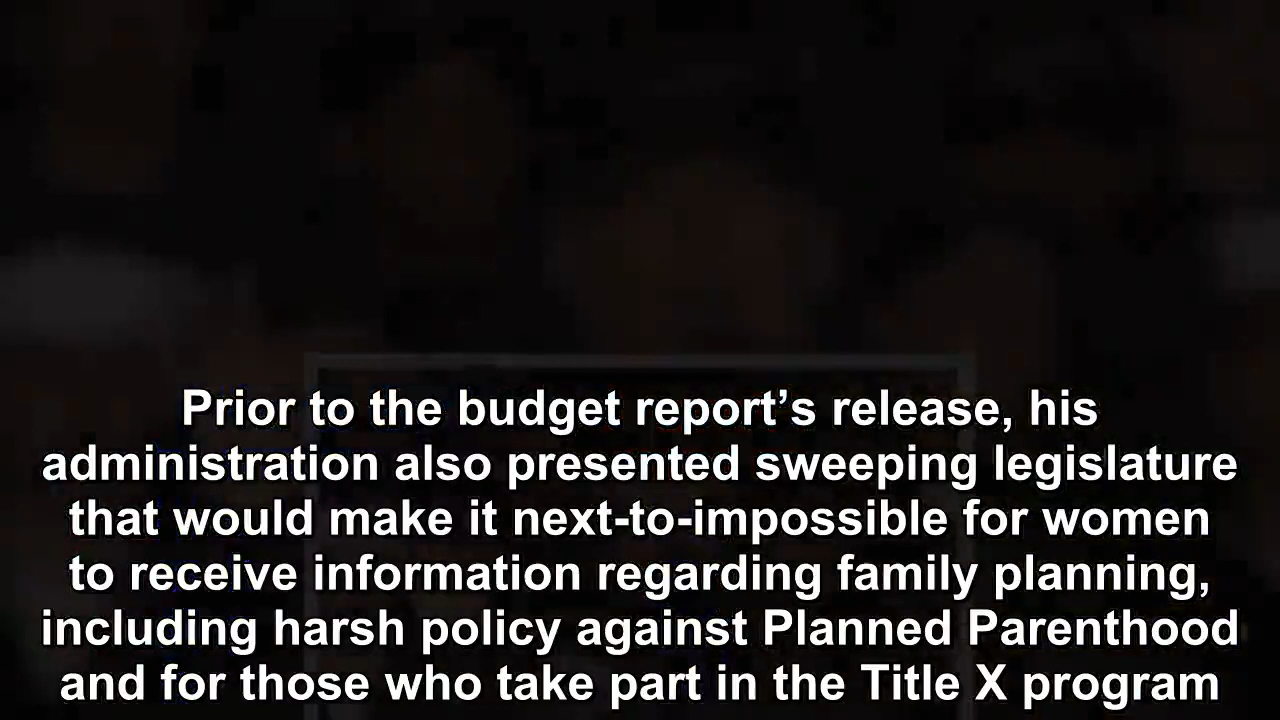 Prior to the budget report’s release, his
administration also presented sweeping legislature
that would make it next-to-impossible for women
to receive information regarding family planning,
including harsh policy against Planned Parenthood
and for those who take part in the Title X program